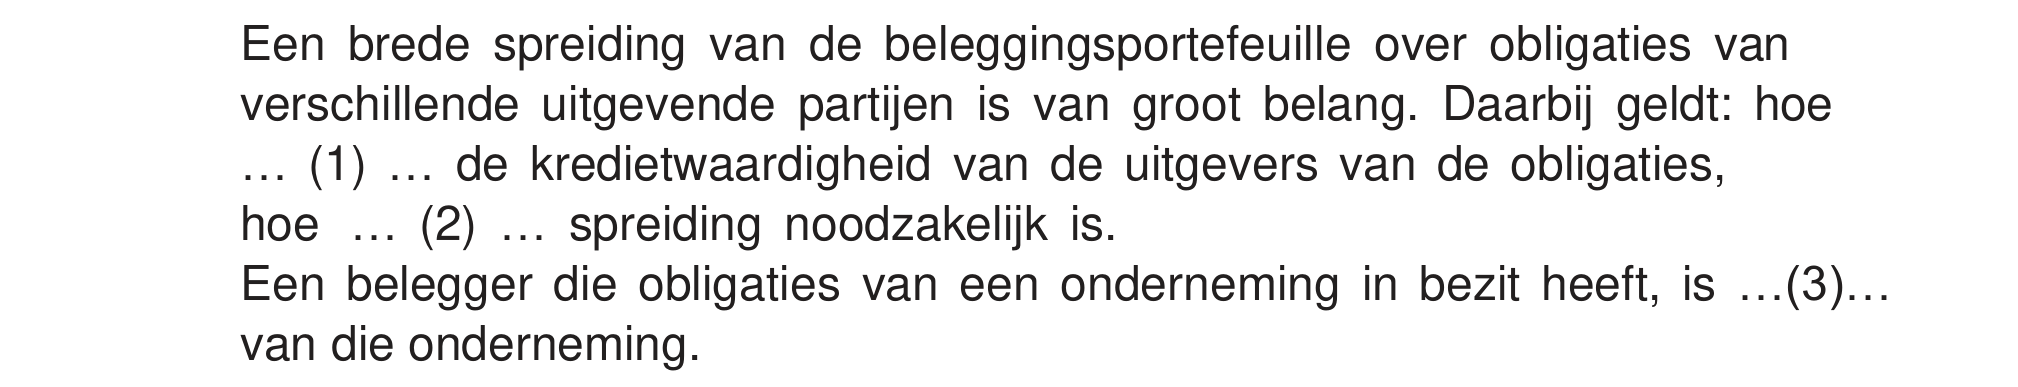 Een brede spreiding van de beleggingsportefeuille over obligaties van
verschillende uitgevende partijen is van groot belang. Daarbij geldt: hoe
… (1) … de kredietwaardigheid van de uitgevers van de obligaties,
hoe … (2) … spreiding noodzakelijk is.
Een belegger die obligaties van een onderneming in bezit heeft, is …(3)…
van die onderneming.